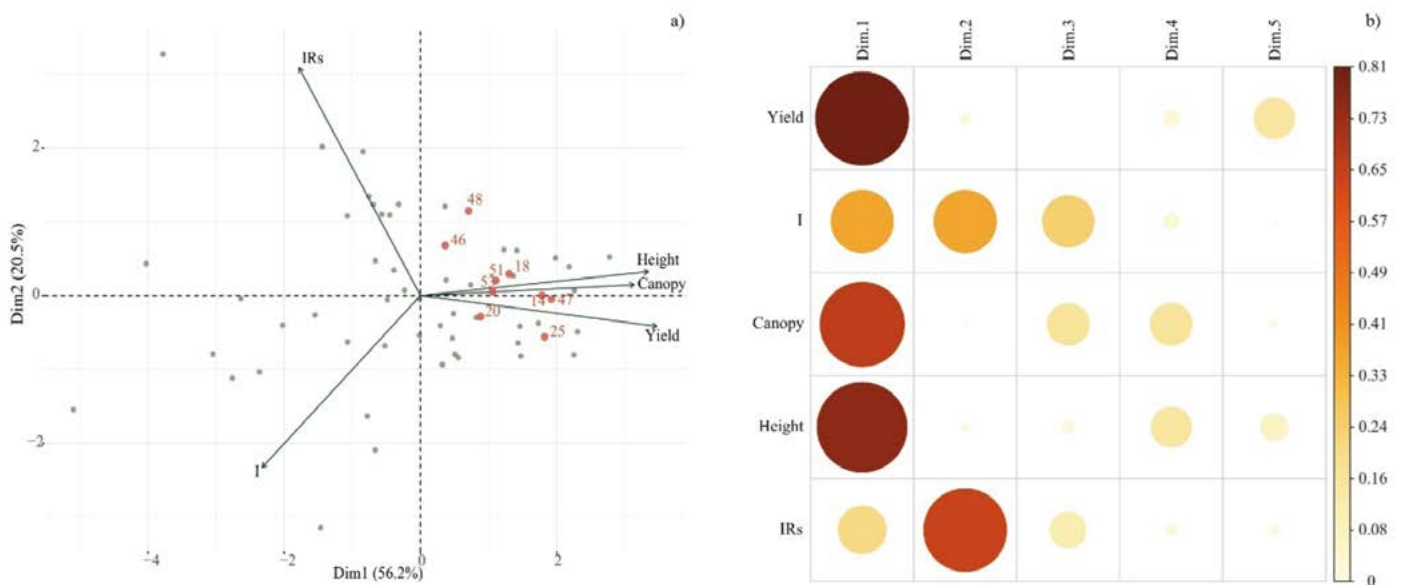 a)
IRs
2
48
46
Height
51
18
Canopy
53
0
14
47
20
25
Yield
Dim2 (20.5%)
−2
I
−4
−2
0
2
Dim1 (56.2%)
b)
Dim.1
Dim.2
Dim.3
Dim.4
Dim.5
Yield
I
Canopy
Height
IRs
0.81
0.73
0.65
0.57
0.49
0.41
0.33
0.24
0.16
0.08
0